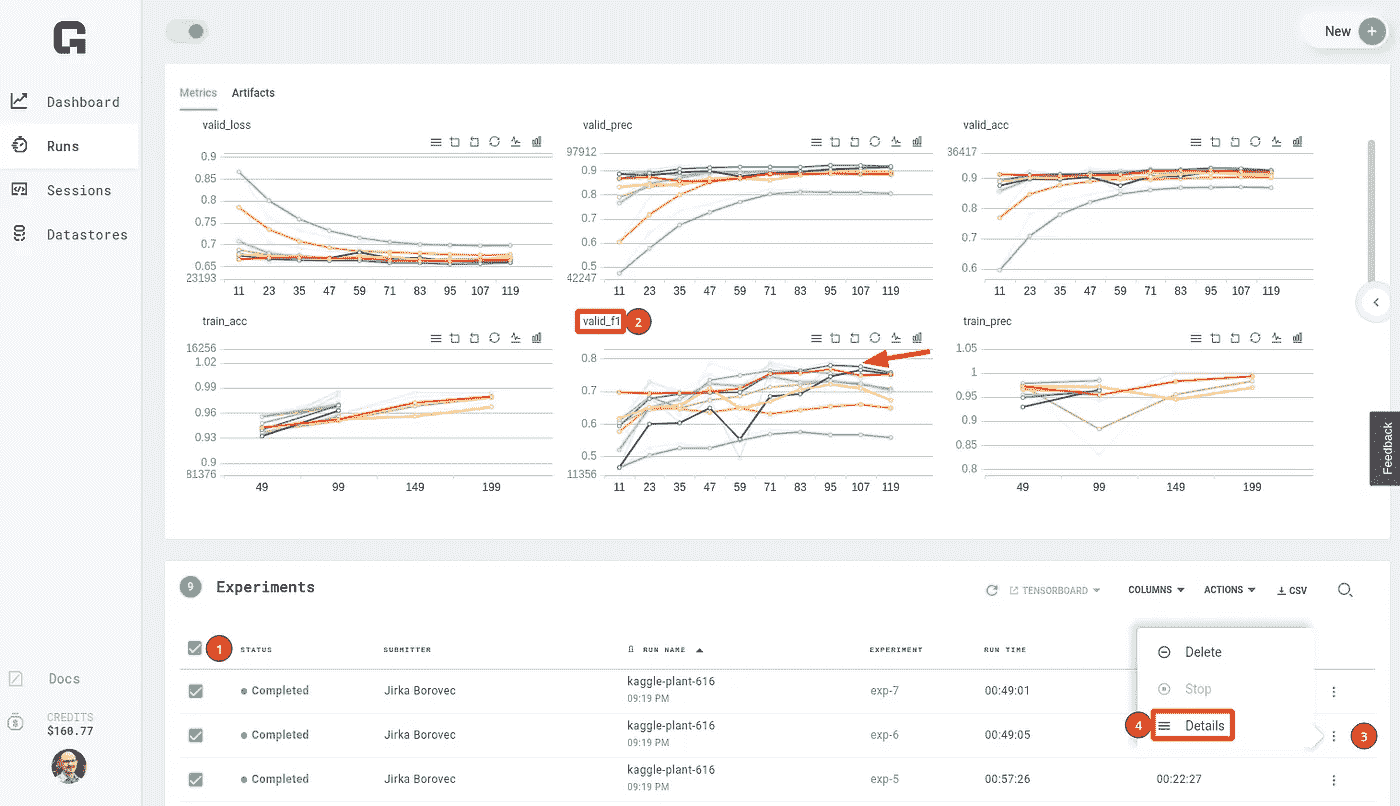 New
Dashboard
Runs
Sessions
Datastores
Metrics Artifacts
valid_loss
0.9
0.85
0.8
0.75
0.7
0.65
23193
11 23 35 47 59 71 83 95 107 119
valid_prec
97912
0.9
0.8
0.7
0.6
0.5
42247
11 23 35 47 59 71 83 95 107 119
valid_acc
36417
0.9
0.8
0.7
0.6
11 23 35 47 59 71 83 95 107 119
train_acc
16256
1.02
0.99
0.96
0.93
0.9
81376
49 99 149 199
valid_f1 2
0.8
0.7
0.6
0.5
11356
11 23 35 47 59 71 83 95 107 119
train_prec
1.05
1
0.95
0.9
0.85
0.8
49 99 149 199
Feedback
9 Experiments
TENSORBOARD COLUMNS ACTIONS CSV
1 STATUS SUBMITTER RUN NAME EXPERIMENT RUN TIME
Completed Jirka Borovec kaggle-plant-616 exp-7 00:49:01
09:19 PM
Completed Jirka Borovec kaggle-plant-616 exp-6 00:49:05
09:19 PM
Completed Jirka Borovec kaggle-plant-616 exp-5 00:57:26 00:22:27
09:19 PM
Delete
Stop
4 Details
3
Docs
CREDITS
$160.77